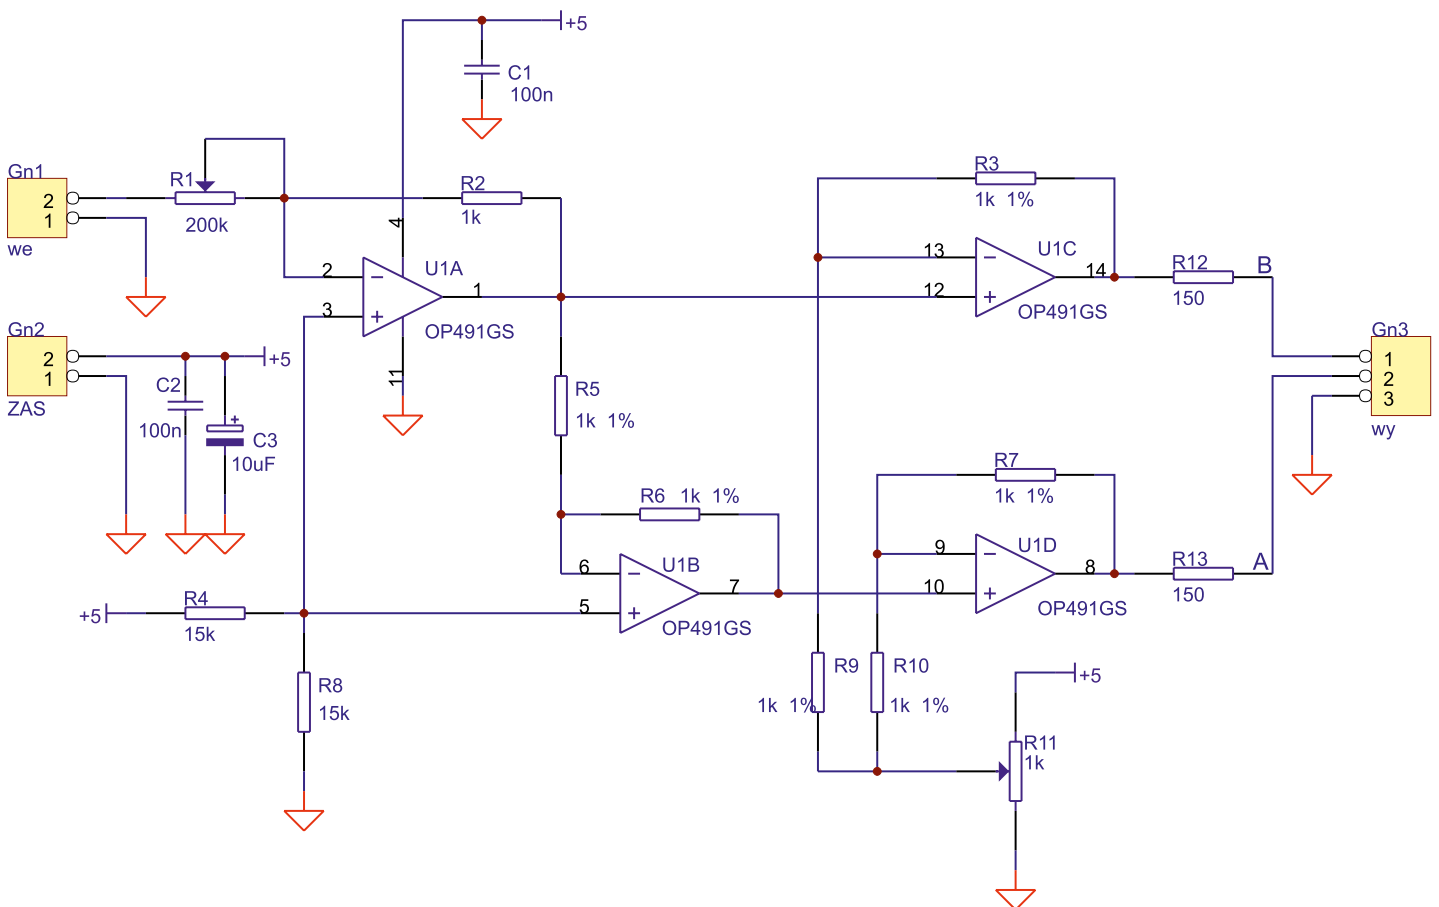 +5
C1
100n
Gn1
2
1
we
R1
200k
R2
1k
4
2
3
U1A
1
OP491GS
11
R3
1k 1%
13
12
U1C
14
OP491GS
R12
150
B
Gn2
2
1
ZAS
+5
C2
100n
+
C3
10uF
R5
1k 1%
Gn3
1
2
3
wy
R6 1k 1%
6
5
U1B
7
OP491GS
R7
1k 1%
9
10
U1D
8
OP491GS
R13
150
A
+5
R4
15k
R8
15k
R9
1k 1%
R10
1k 1%
+5
R11
1k